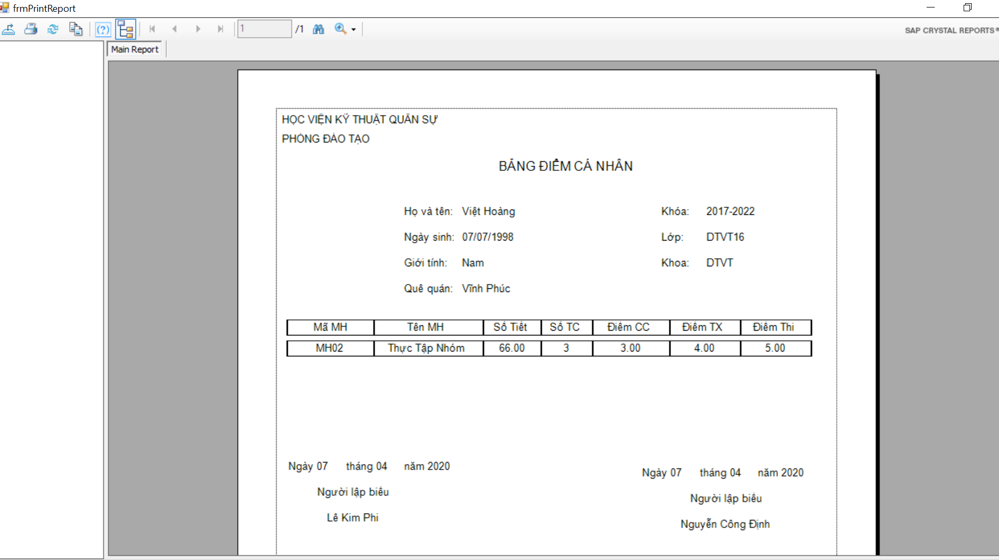 frmPrintReport
1 /1
SAP CRYSTAL REPORTS®
Main Report
HỌC VIỆN KỸ THUẬT QUÂN SỰ
PHÒNG ĐÀO TẠO
BẢNG ĐIỂM CÁ NHÂN
Họ và tên: Việt Hoàng Khóa: 2017-2022
Ngày sinh: 07/07/1998 Lớp: DTVT16
Giới tính: Nam Khoa: DTVT
Quê quán: Vĩnh Phúc
Mã MH Tên MH Số Tiết Số TC Điểm CC Điểm TX Điểm Thi
MH02 Thực Tập Nhóm 66.00 3 3.00 4.00 5.00
Ngày 07 tháng 04 năm 2020
Người lập biểu
Lê Kim Phi
Ngày 07 tháng 04 năm 2020
Người lập biểu
Nguyễn Công Định